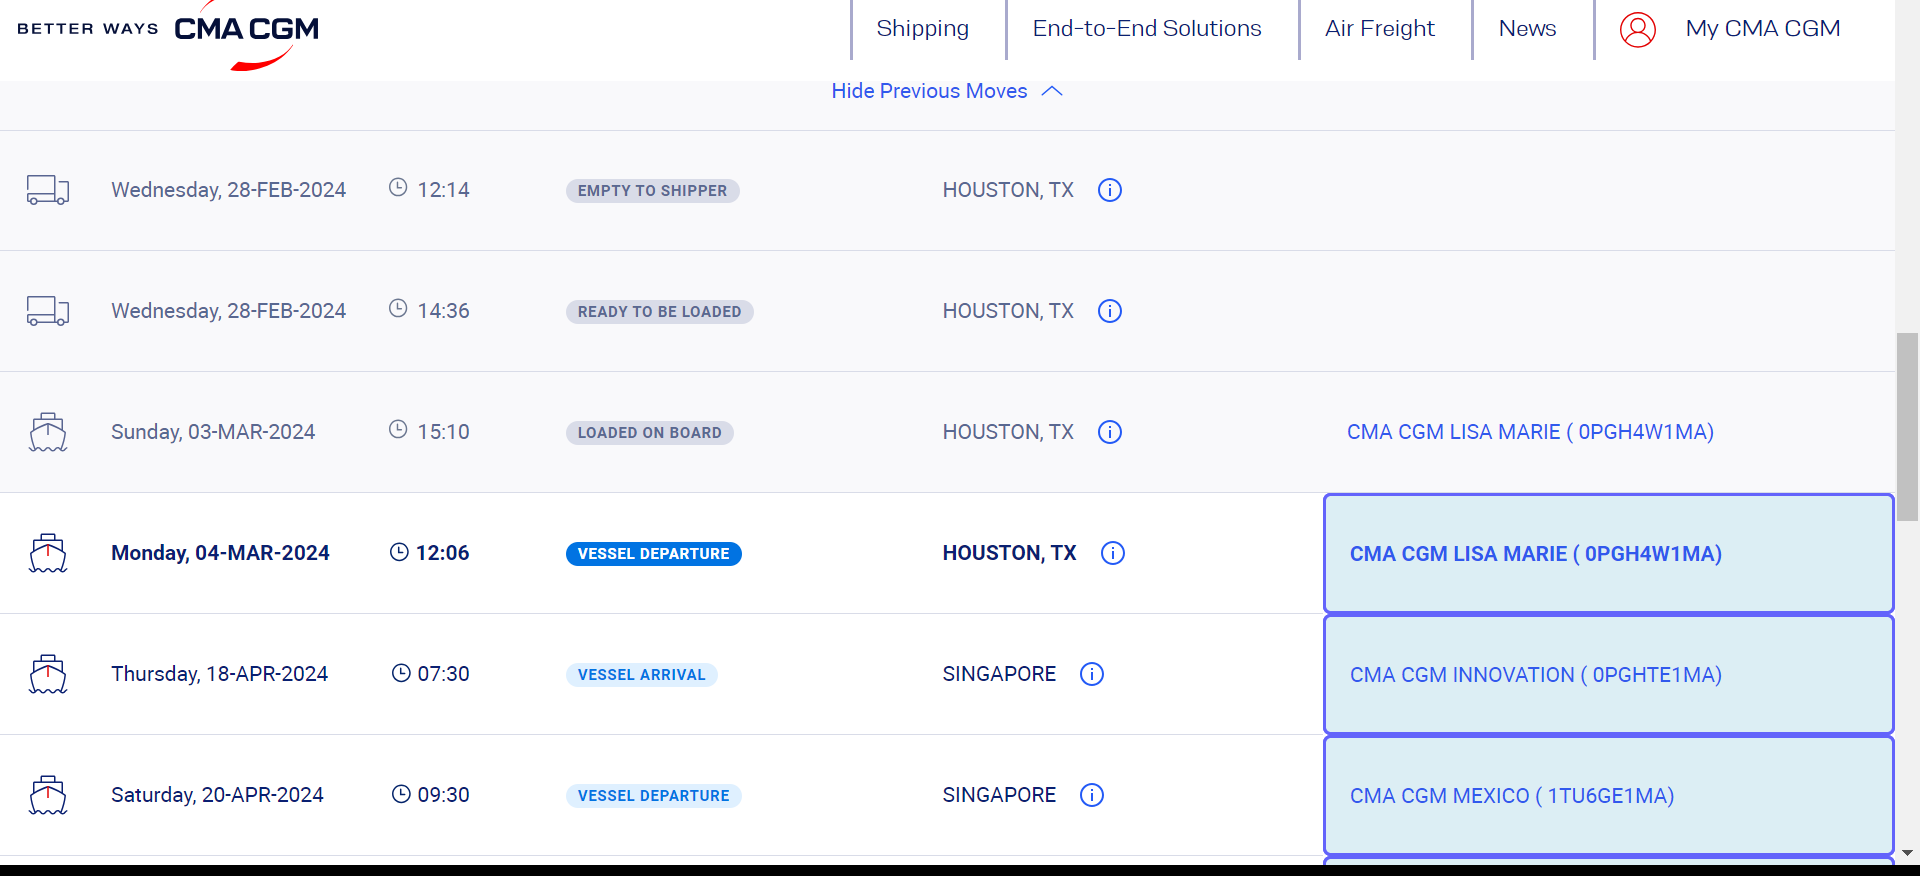 BETTER WAYS CMA CGM Shipping End-to-End Solutions Air Freight News My CMA CGM
Hide Previous Moves
Wednesday, 28-FEB-2024 12:14 EMPTY TO SHIPPER HOUSTON, TX
Wednesday, 28-FEB-2024 14:36 READY TO BE LOADED HOUSTON, TX
Sunday, 03-MAR-2024 15:10 LOADED ON BOARD HOUSTON, TX CMA CGM LISA MARIE ( 0PGH4W1MA)
Monday, 04-MAR-2024 12:06 VESSEL DEPARTURE HOUSTON, TX CMA CGM LISA MARIE ( 0PGH4W1MA)
Thursday, 18-APR-2024 07:30 VESSEL ARRIVAL SINGAPORE CMA CGM INNOVATION ( 0PGHTE1MA)
Saturday, 20-APR-2024 09:30 VESSEL DEPARTURE SINGAPORE CMA CGM MEXICO ( 1TU6GE1MA)